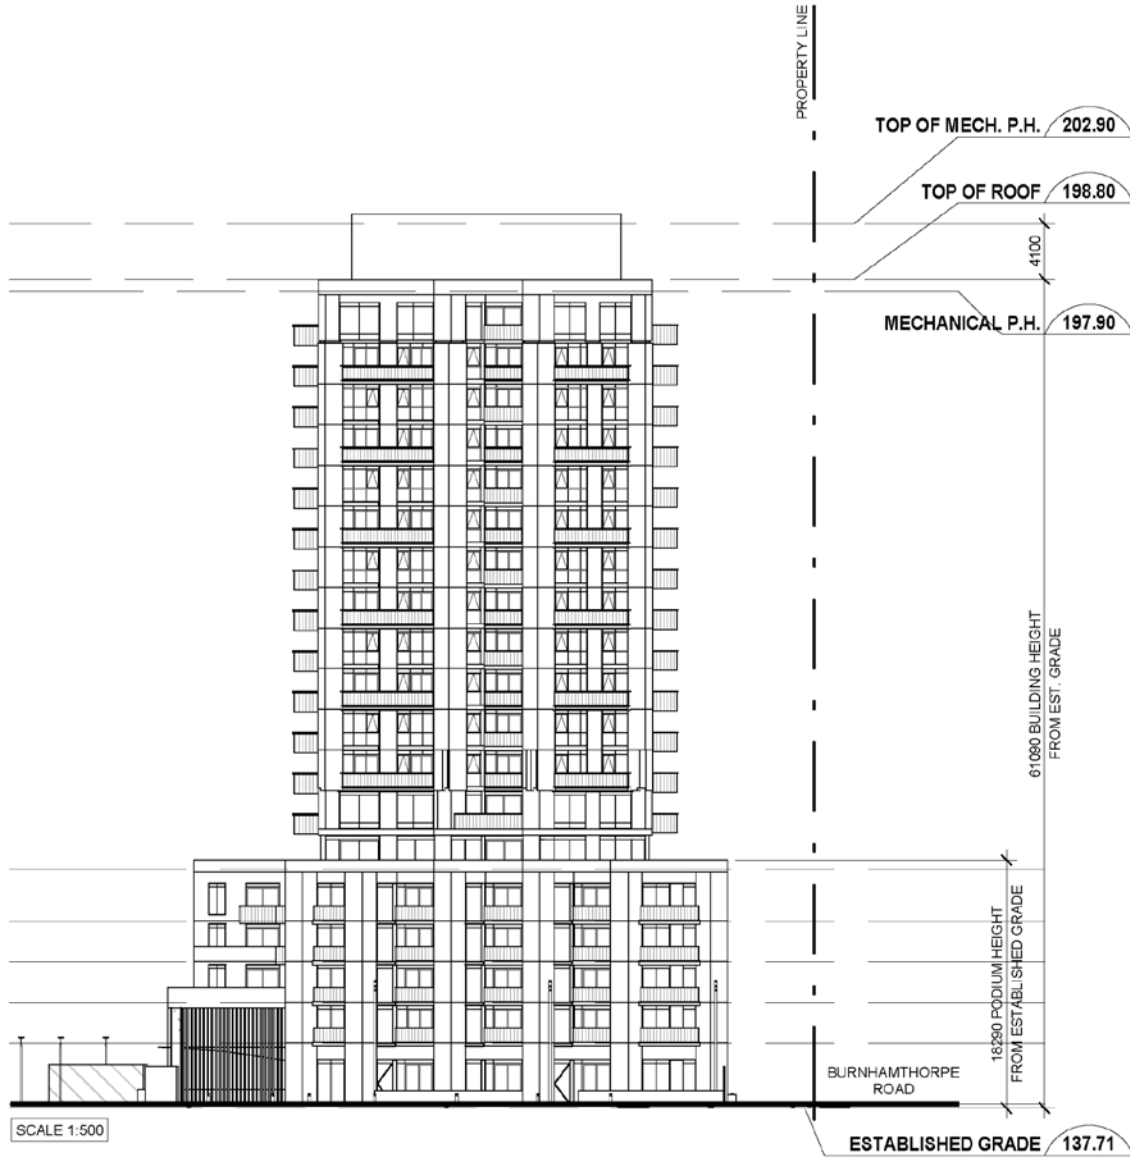 PROPERTY LINE
TOP OF MECH. P.H. 202.90
TOP OF ROOF 198.80
4100
MECHANICAL P.H. 197.90
61090 BUILDING HEIGHT
FROM EST. GRADE
18290 PODIUM HEIGHT
FROM ESTABLISHED GRADE
BURNHAMTHORPE
ROAD
SCALE 1:500
ESTABLISHED GRADE 137.71